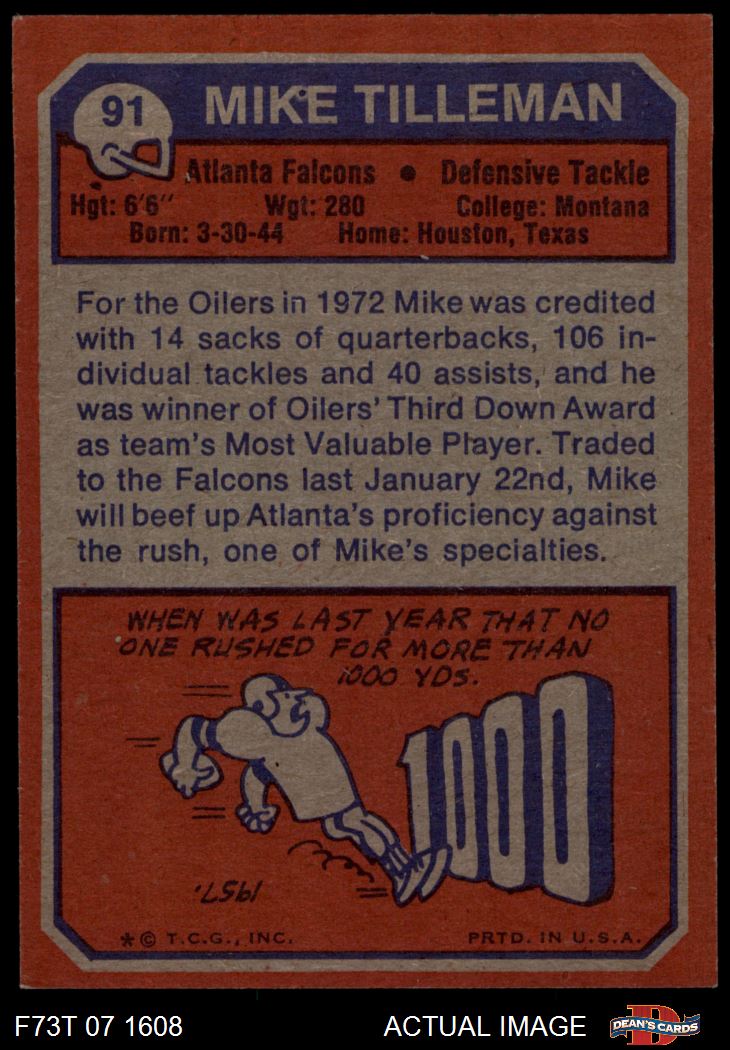 91
MIKE TILLEMAN
Atlanta Falcons • Defensive Tackle
Hgt: 6'6" Wgt: 280 College: Montana
Born: 3-30-44 Home: Houston, Texas
For the Oilers in 1972 Mike was credited
with 14 sacks of quarterbacks, 106 in-
dividual tackles and 40 assists, and he
was winner of Oilers' Third Down Award
as team's Most Valuable Player. Traded
to the Falcons last January 22nd, Mike
will beef up Atlanta's proficiency against
the rush, one of Mike's specialties.
WHEN WAS LAST YEAR THAT NO
ONE RUSHED FOR MORE THAN
1000 YDS.
1000
1957.
* © T.C.G., INC. PRTD. IN U.S.A.
F73T 07 1608 ACTUAL IMAGE
D
DEAN'S CARDS